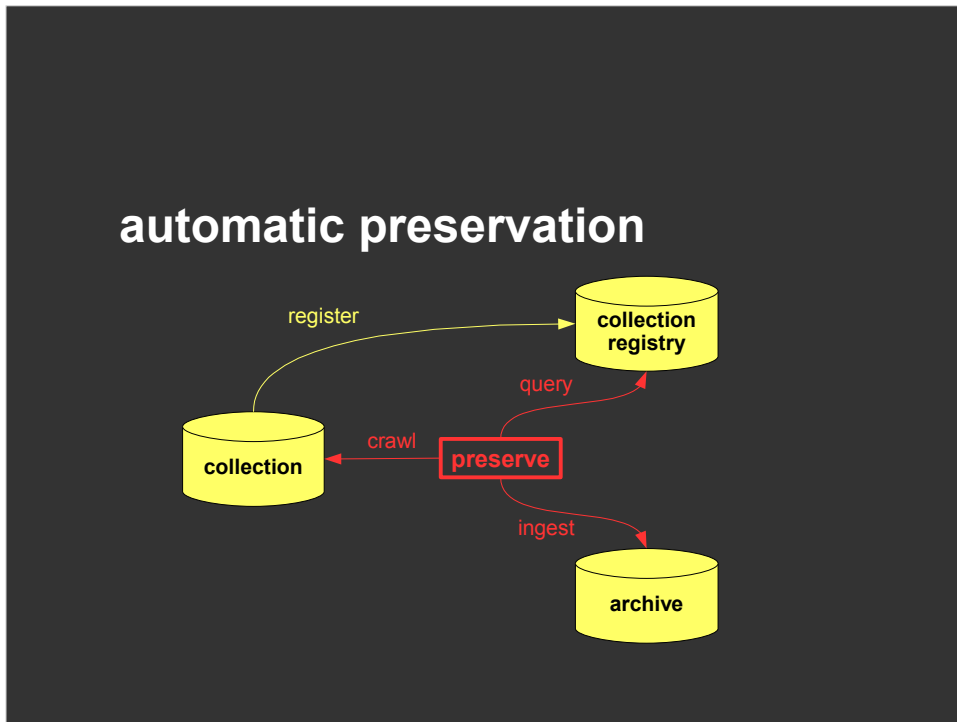 automatic preservation
register
collection
registry
query
crawl
preserve
collection
ingest
archive